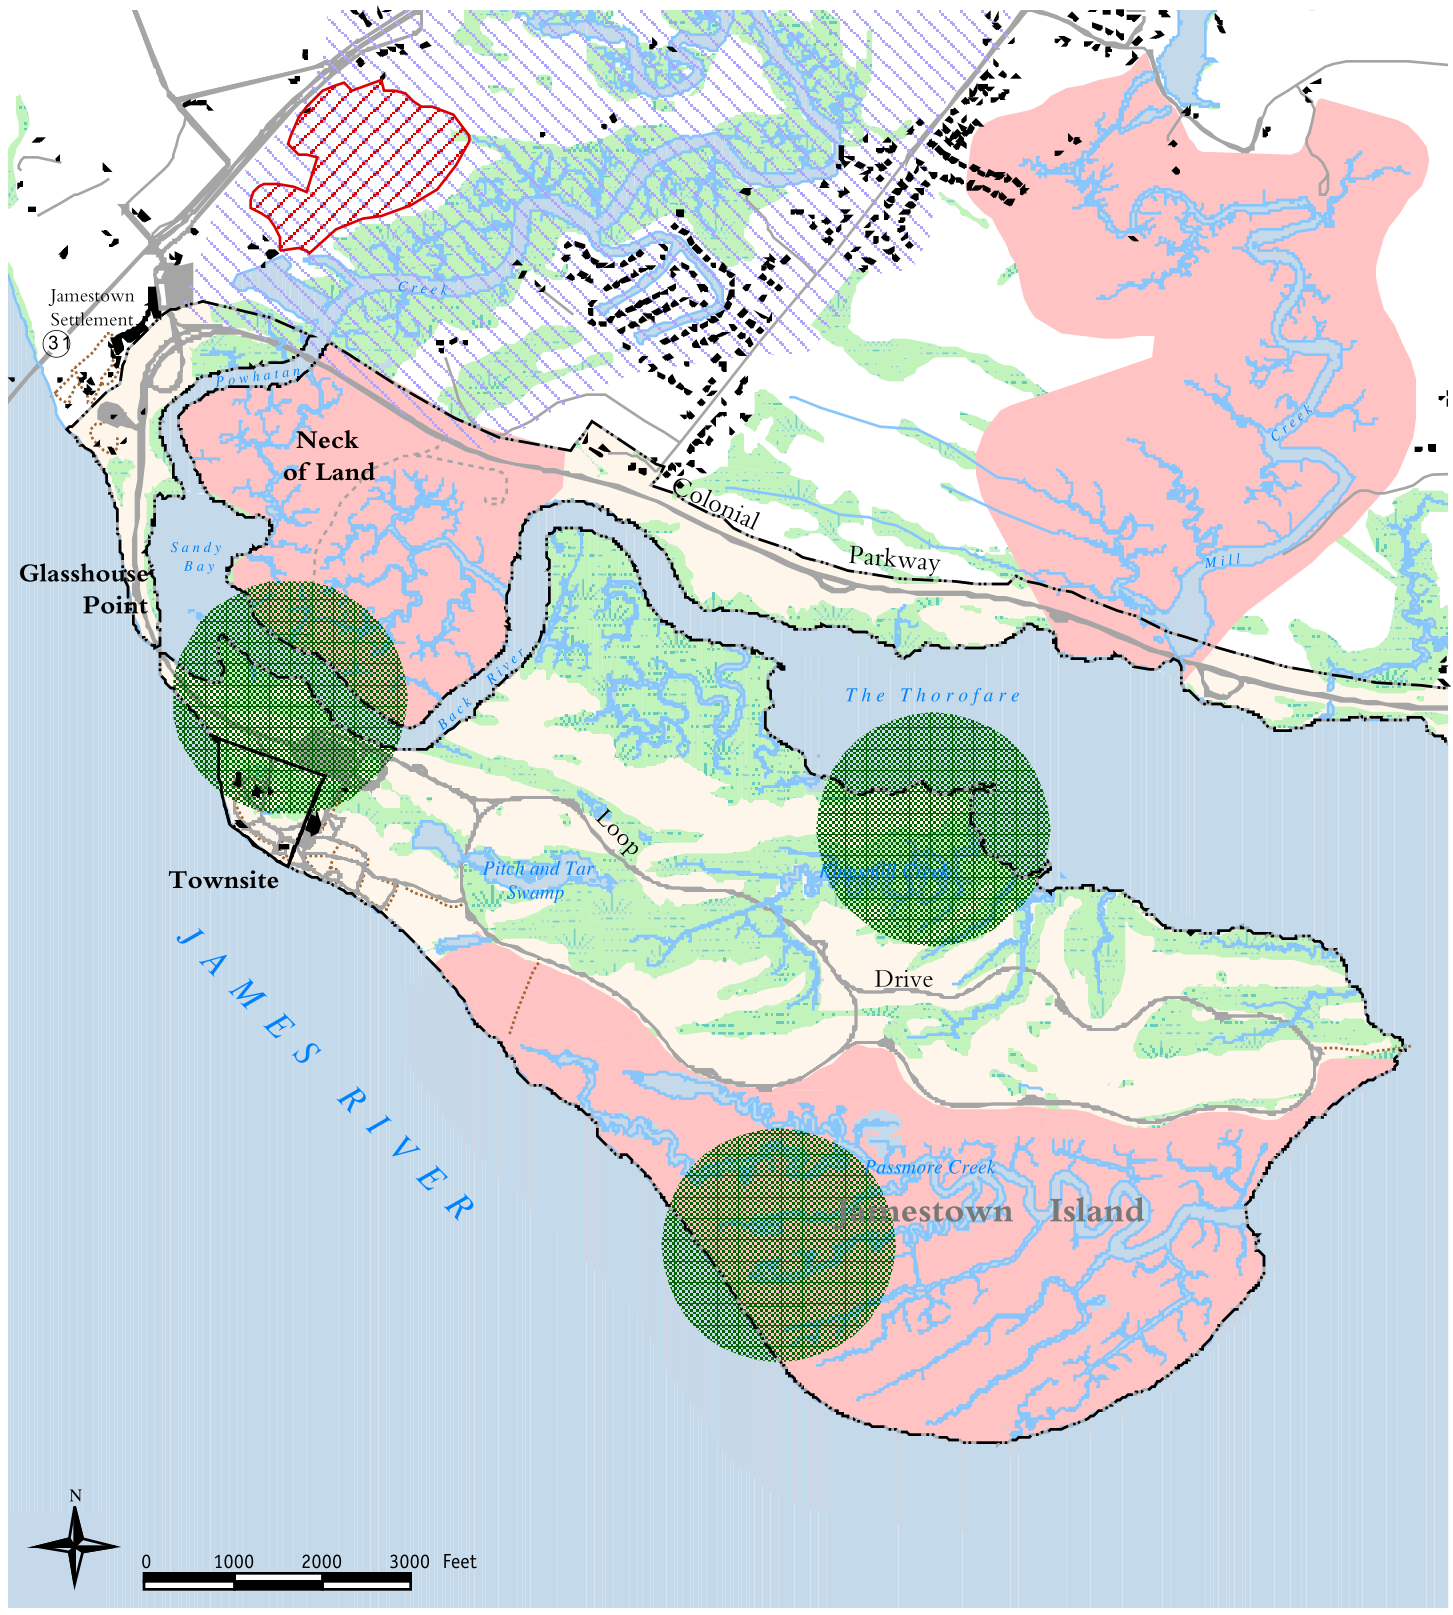 Creek
Jamestown
Settlement
31
Powhatan
Neck
of Land
Creek
Colonial
Parkway
Mill
Sandy
Bay
Glasshouse
Point
Back River
The Thorofare
Loop
Pitch and Tar
Swamp
Kingsmill Creek
Townsite
JAMES RIVER
Drive
Passmore Creek
Jamestown Island
N
0 1000 2000 3000 Feet